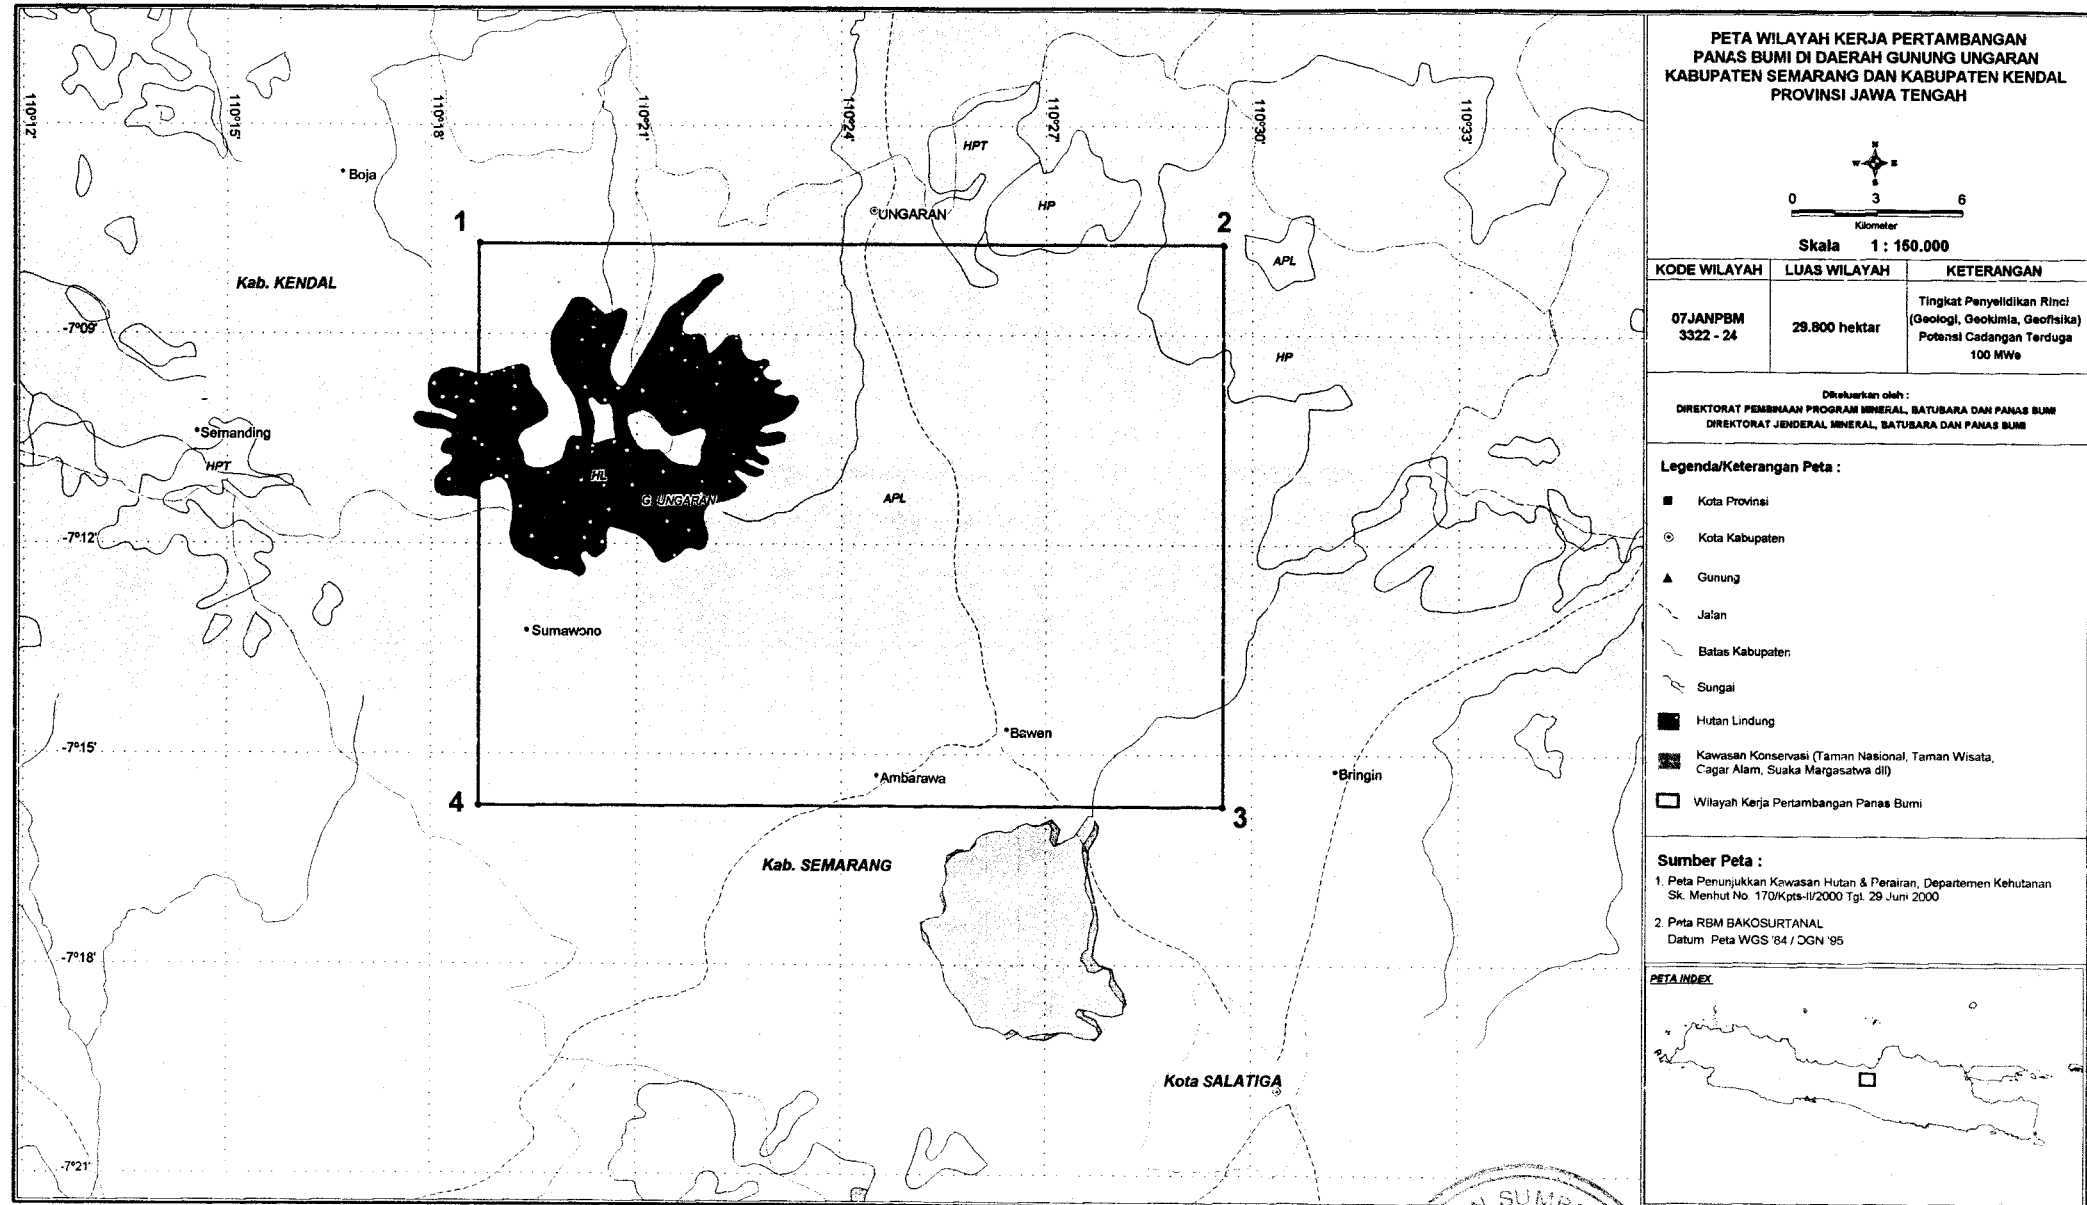 110°12'
110°15'
110°18'
110°21'
110°24'
110°27'
110°30'
110°33'
Boja
HPT
HP
UNGARAN
1
2
APL
Kab. KENDAL
-7°09'
HP
Semanding
HPT
HL
G. UNGARAN
APL
-7°12'
Sumawono
Bawen
-7°15'
Ambarawa
Bringin
4
3
Kab. SEMARANG
-7°18'
Kota SALATIGA
-7°21'
PETA WILAYAH KERJA PERTAMBANGAN
PANAS BUMI DI DAERAH GUNUNG UNGARAN
KABUPATEN SEMARANG DAN KABUPATEN KENDAL
PROVINSI JAWA TENGAH
N
W E
S
0 3 6
Kilometer
Skala 1 : 150.000
KODE WILAYAH LUAS WILAYAH KETERANGAN
07JANPBM
3322 - 24
29.800 hektar
Tingkat Penyelidikan Rinci
(Geologi, Geokimia, Geofisika)
Potensi Cadangan Terduga
100 MWe
Dikeluarkan oleh :
DIREKTORAT PEMBINAAN PROGRAM MINERAL, BATUBARA DAN PANAS BUMI
DIREKTORAT JENDERAL MINERAL, BATUBARA DAN PANAS BUMI
Legenda/Keterangan Peta :
Kota Provinsi
Kota Kabupaten
Gunung
Jalan
Batas Kabupaten
Sungai
Hutan Lindung
Kawasan Konservasi (Taman Nasional, Taman Wisata,
Cagar Alam, Suaka Margasatwa dll)
Wilayah Kerja Pertambangan Panas Bumi
Sumber Peta :
1. Peta Penunjukkan Kawasan Hutan & Perairan, Departemen Kehutanan
Sk. Menhut No. 170/Kpts-II/2000 Tgl. 29 Juni 2000
2. Peta RBM BAKOSURTANAL
Datum Peta WGS '84 / DGN '95
PETA INDEX
N SUMB